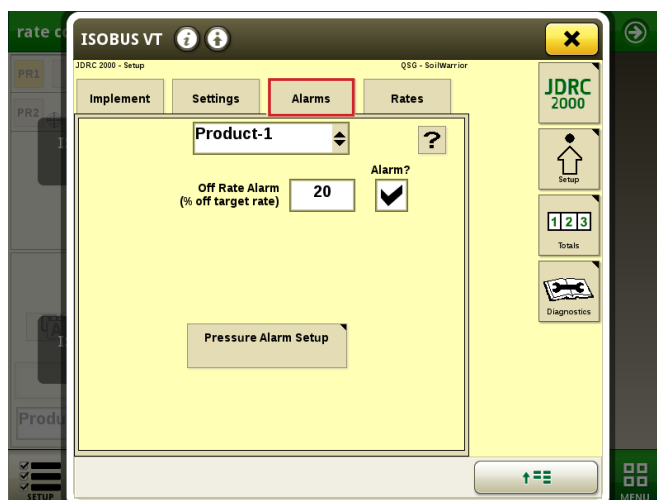 rate co
ISOBUS VT
JDRC 2000 - Setup
QSG - SoilWarrior
Implement
Settings
Alarms
Rates
JDRC
2000
PR1
PR2
Product-1
?
Alarm?
Off Rate Alarm
(% off target rate)
20
Setup
1 2 3
Totals
Diagnostics
Pressure Alarm Setup
Produ
SETUP
MENU